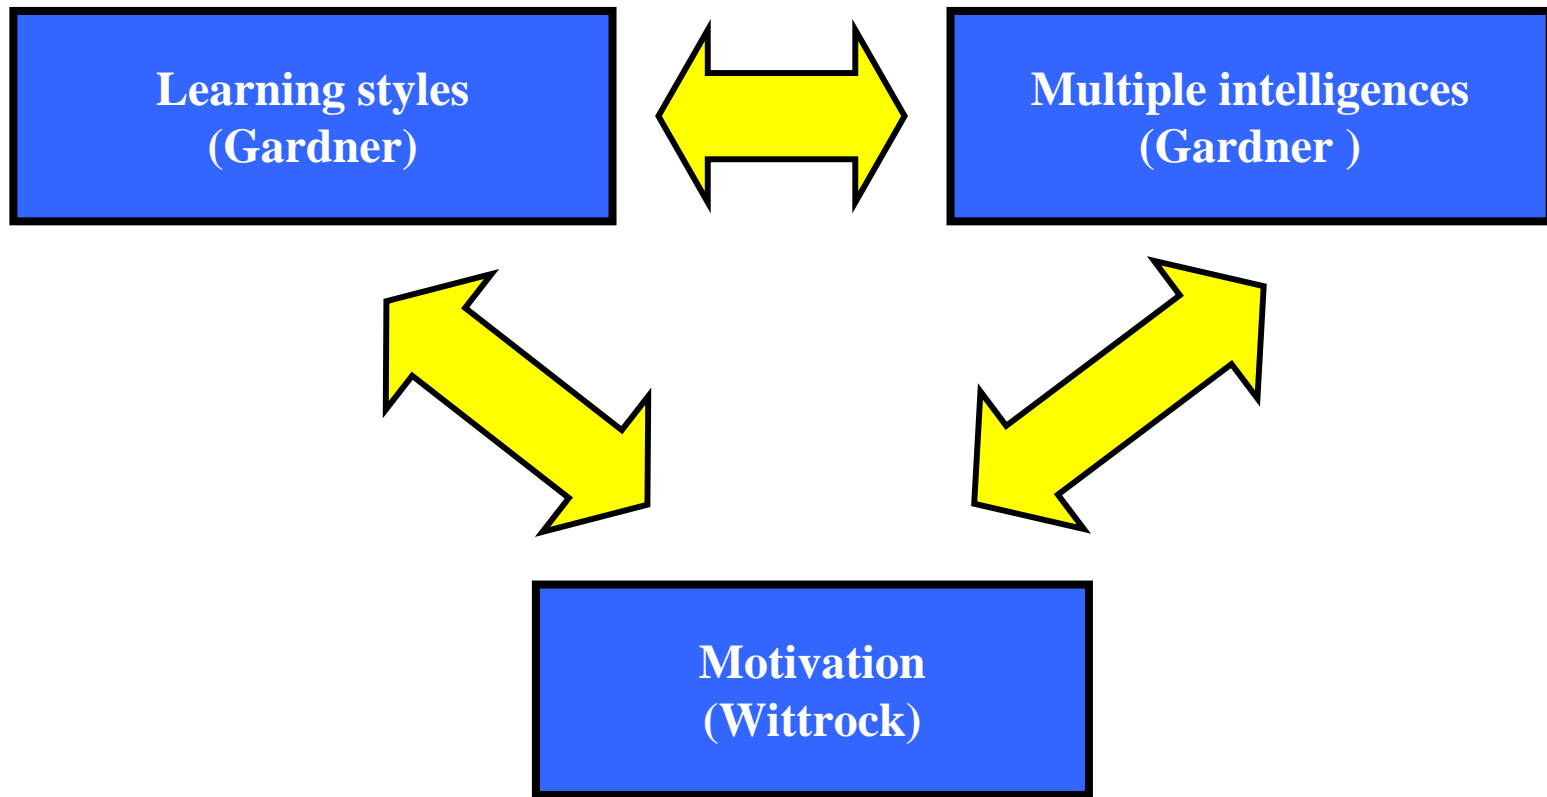 Learning styles
(Gardner)
Multiple intelligences
(Gardner )
Motivation
(Wittrock)